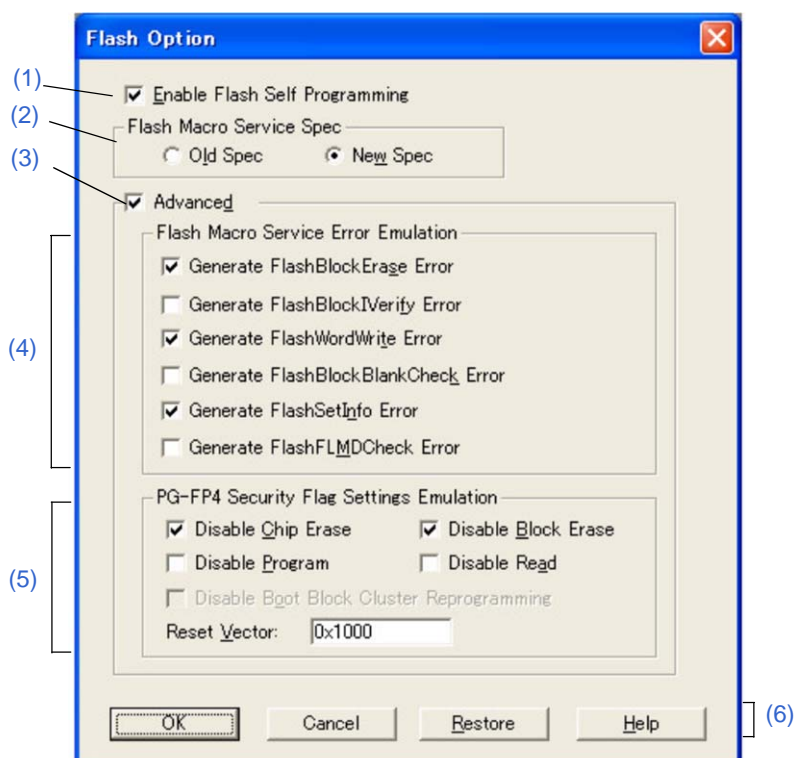 Flash Option
(1)
Enable Flash Self Programming
(2)
Flash Macro Service Spec
Old Spec New Spec
(3)
Advanced
Flash Macro Service Error Emulation
Generate FlashBlockErase Error
Generate FlashBlockIVerify Error
Generate FlashWordWrite Error
(4)
Generate FlashBlockBlankCheck Error
Generate FlashSetInfo Error
Generate FlashFLMDCheck Error
PG-FP4 Security Flag Settings Emulation
Disable Chip Erase Disable Block Erase
Disable Program Disable Read
(5)
Disable Boot Block Cluster Reprogramming
Reset Vector: 0x1000
OK Cancel Restore Help
(6)